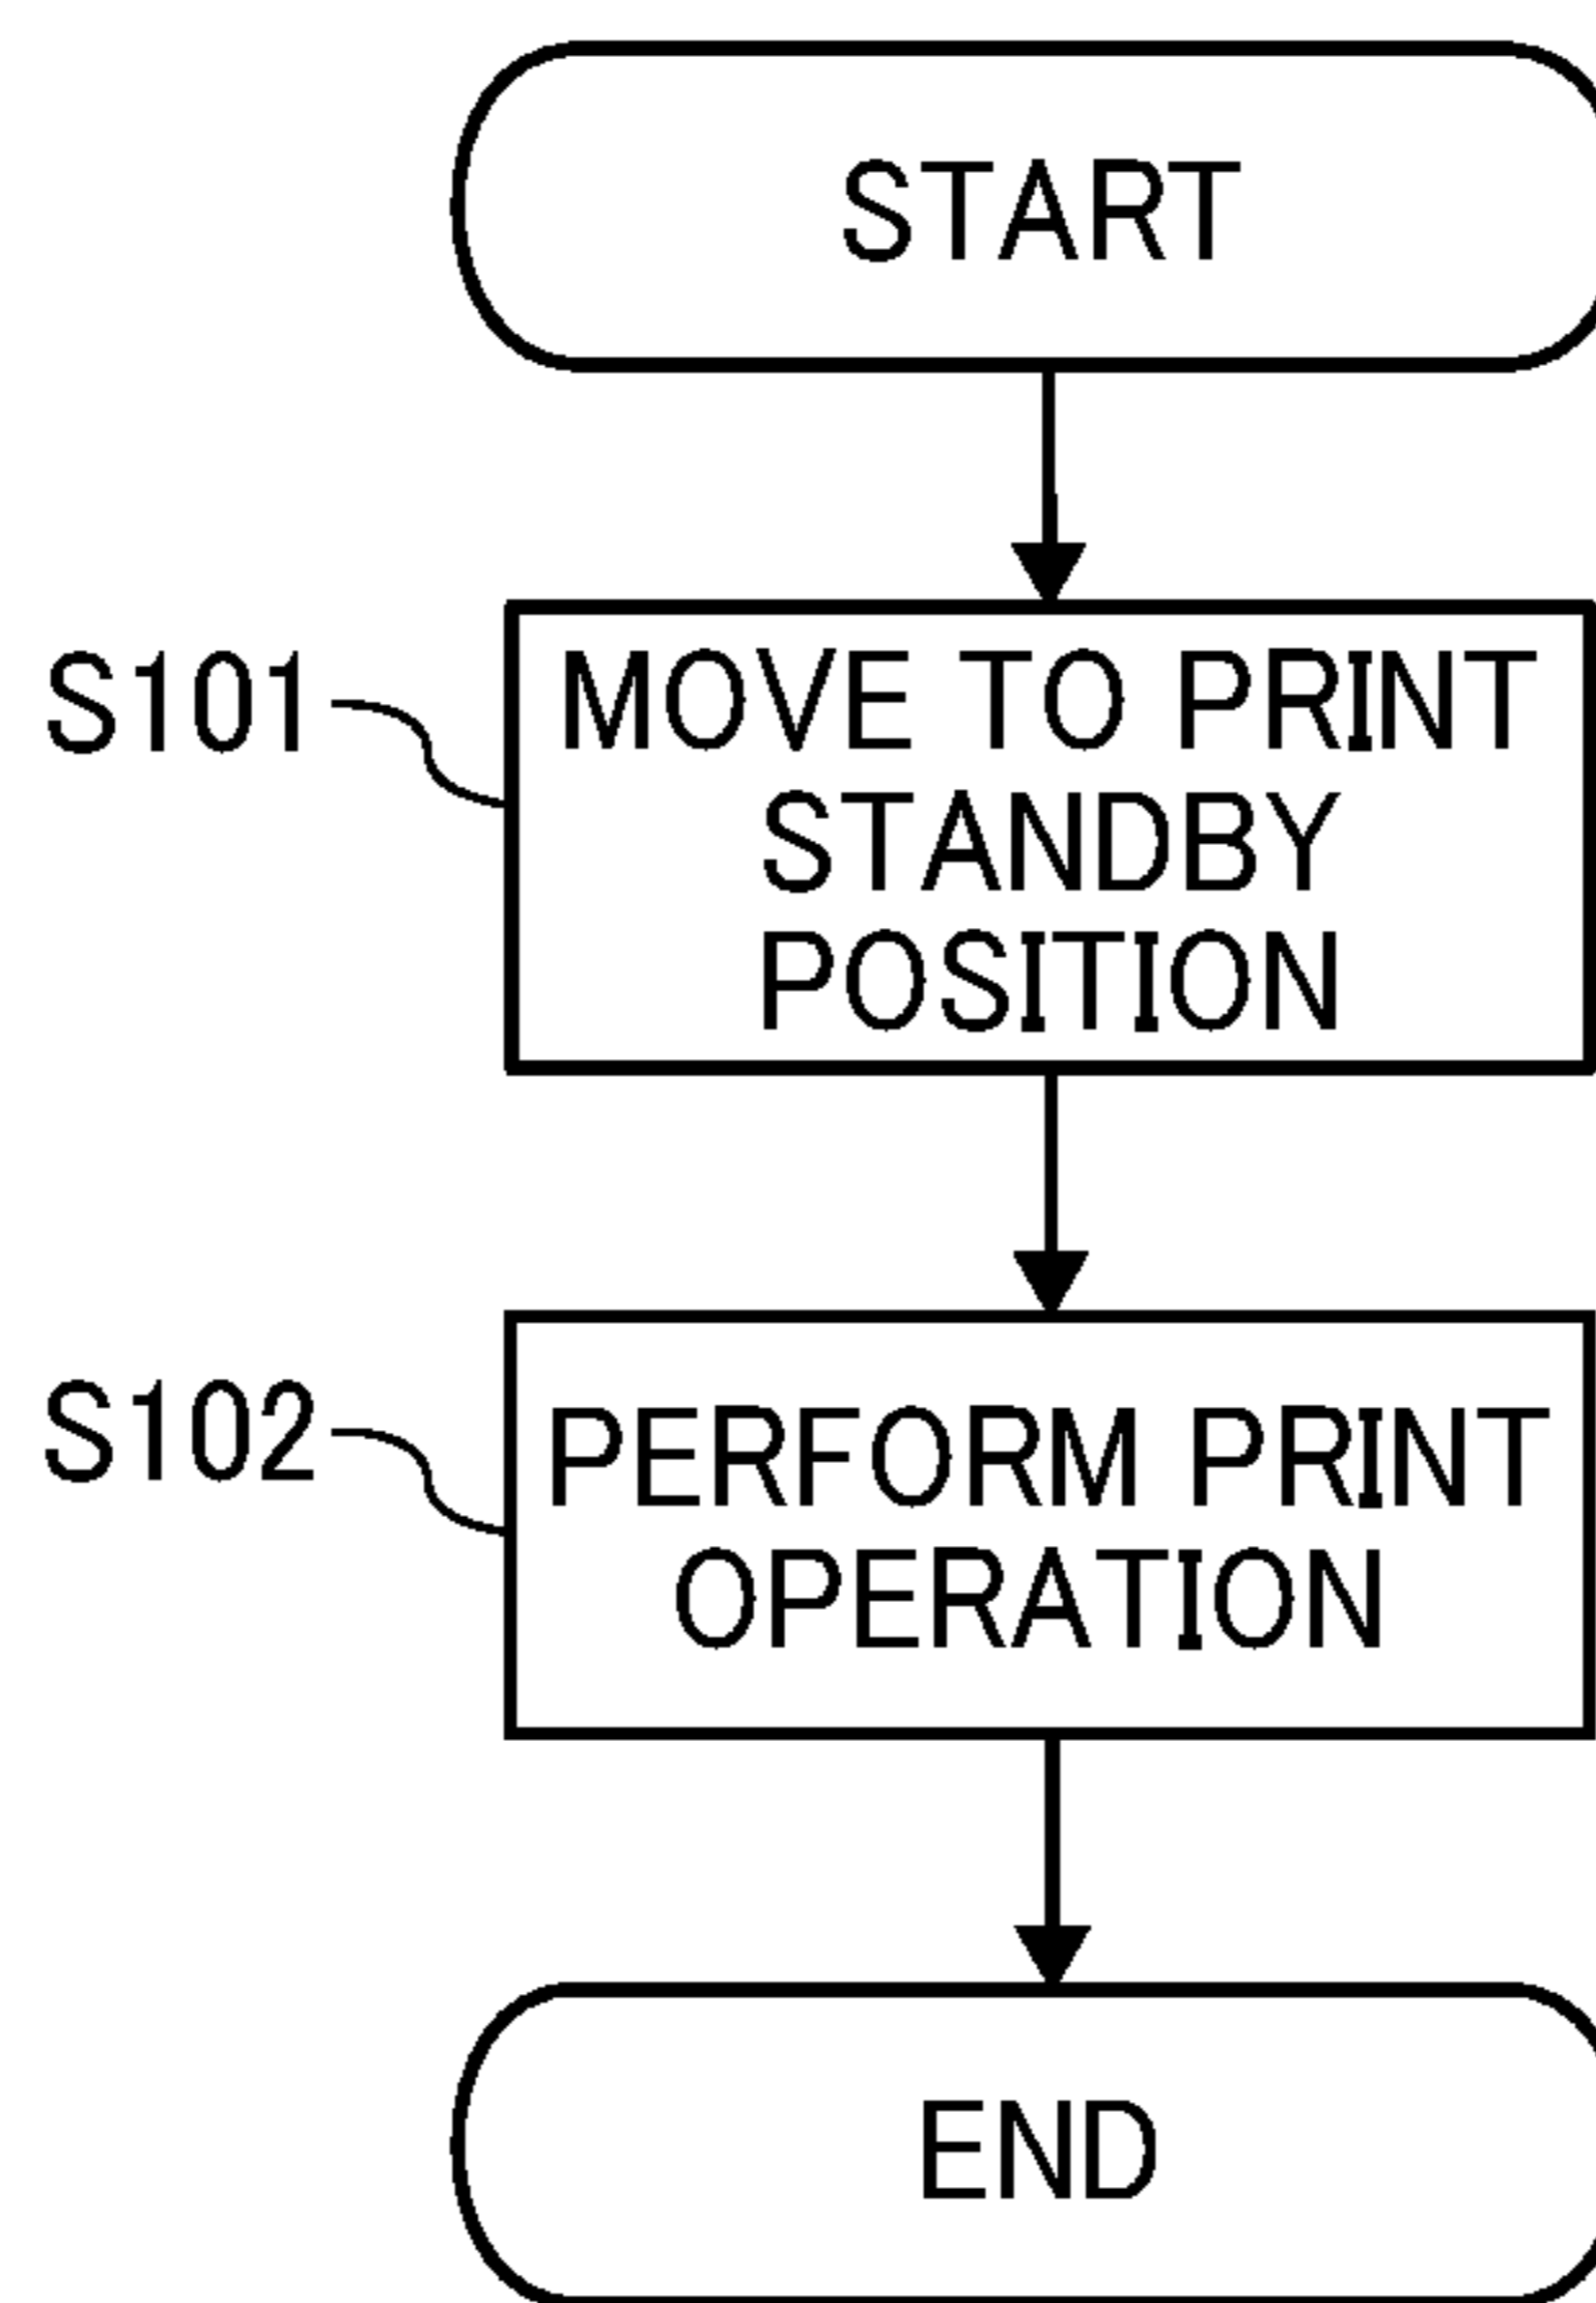 START
S101
MOVE TO PRINT
STANDBY
POSITION
S102
PERFORM PRINT
OPERATION
END